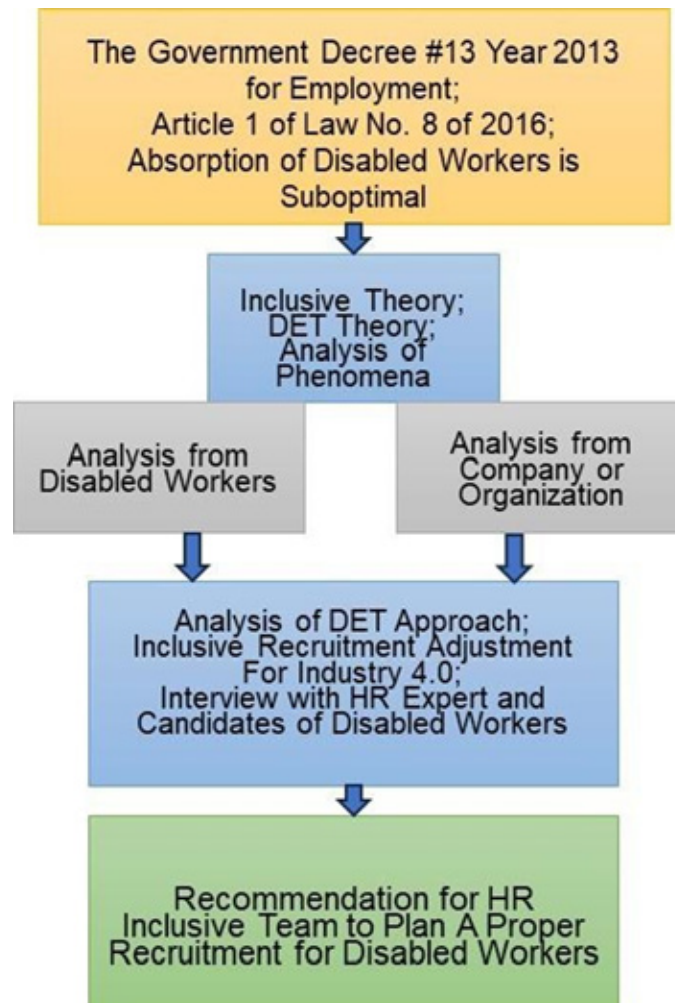 The Government Decree #13 Year 2013
for Employment;
Article 1 of Law No. 8 of 2016;
Absorption of Disabled Workers is
Suboptimal
Inclusive Theory;
DET Theory;
Analysis of
Phenomena
Analysis from
Disabled Workers
Analysis from
Company or
Organization
Analysis of DET Approach;
Inclusive Recruitment Adjustment
For Industry 4.0;
Interview with HR Expert and
Candidates of Disabled Workers
Recommendation for HR
Inclusive Team to Plan A Proper
Recruitment for Disabled Workers